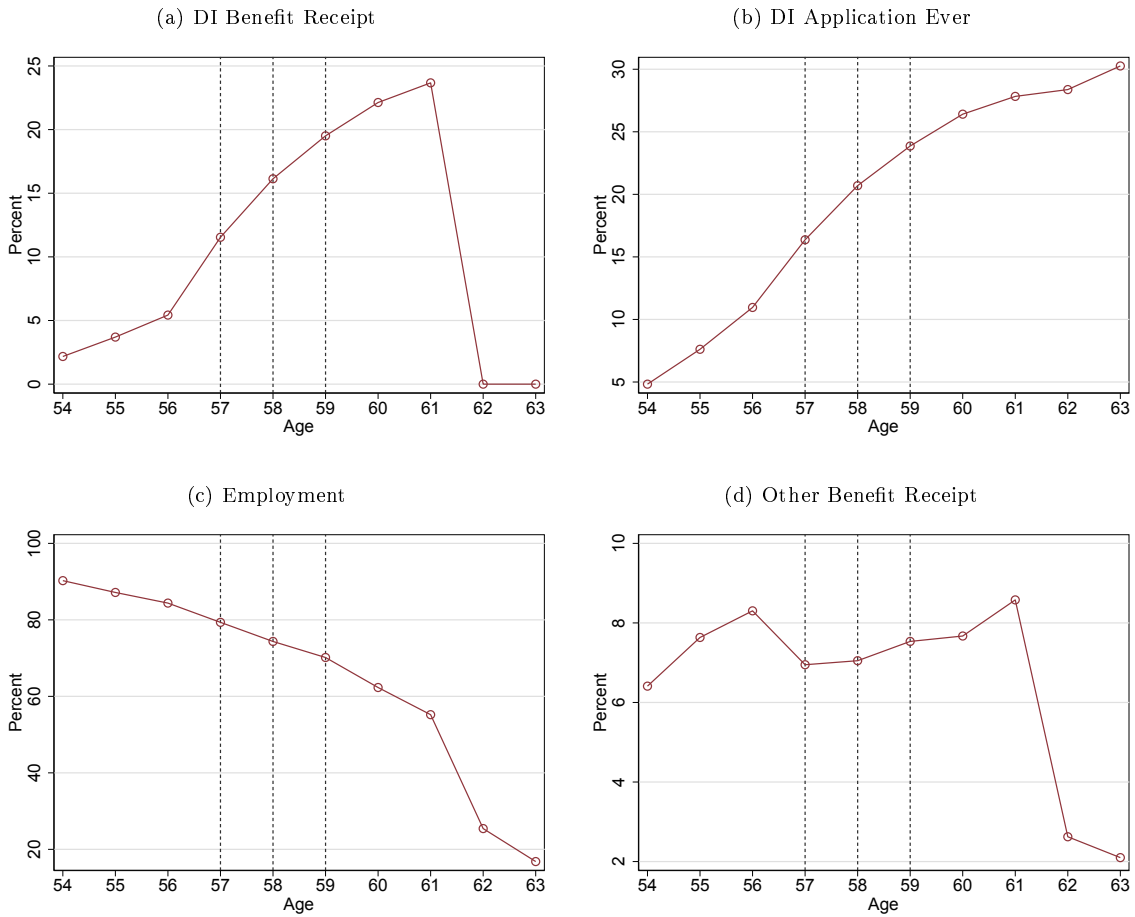 (a) DI Benefit Receipt
Percent
25
20
15
10
5
0
54 55 56 57 58 59 60 61 62 63
Age
(b) DI Application Ever
Percent
30
25
20
15
10
5
54 55 56 57 58 59 60 61 62 63
Age
(c) Employment
Percent
100
80
60
40
20
54 55 56 57 58 59 60 61 62 63
Age
(d) Other Benefit Receipt
Percent
10
8
6
4
2
54 55 56 57 58 59 60 61 62 63
Age